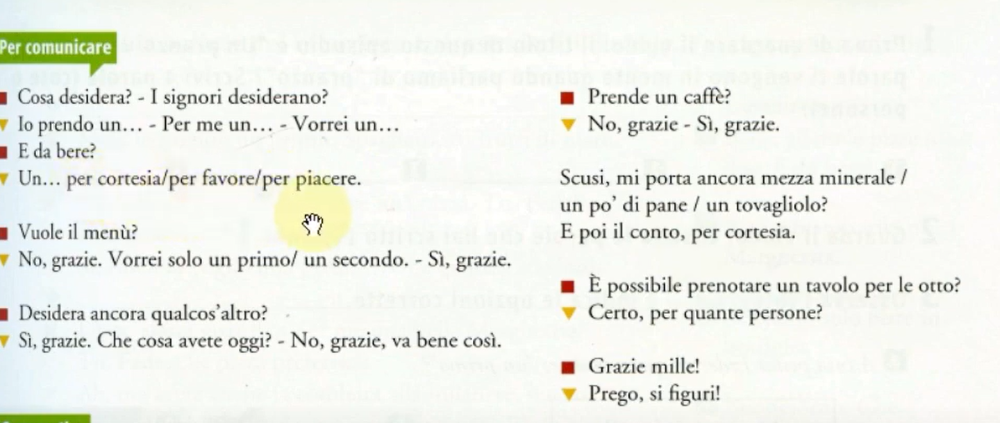 Per comunicare
Cosa desidera? - I signori desiderano?
Io prendo un… - Per me un… - Vorrei un…
E da bere?
Un… per cortesia/per favore/per piacere.
Vuole il menù?
No, grazie. Vorrei solo un primo/ un secondo. - Sì, grazie.
Desidera ancora qualcos'altro?
Sì, grazie. Che cosa avete oggi? - No, grazie, va bene così.
Prende un caffè?
No, grazie - Sì, grazie.
Scusi, mi porta ancora mezza minerale /
un po' di pane / un tovagliolo?
E poi il conto, per cortesia.
È possibile prenotare un tavolo per le otto?
Certo, per quante persone?
Grazie mille!
Prego, si figuri!